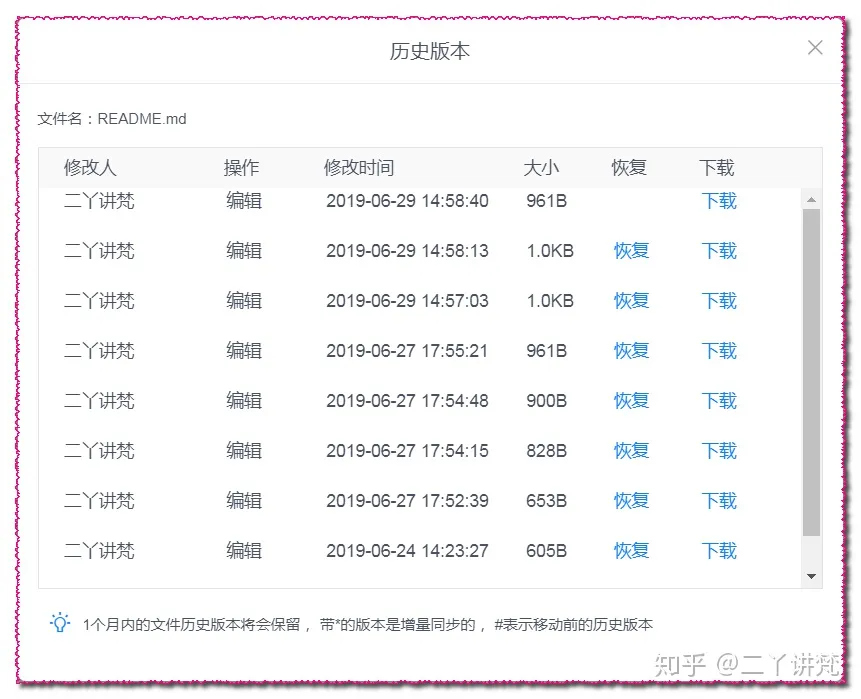 历史版本
文件名：README.md
修改人 操作 修改时间 大小 恢复 下载
二丫讲梵 编辑 2019-06-29 14:58:40 961B 下载
二丫讲梵 编辑 2019-06-29 14:58:13 1.0KB 恢复 下载
二丫讲梵 编辑 2019-06-29 14:57:03 1.0KB 恢复 下载
二丫讲梵 编辑 2019-06-27 17:55:21 961B 恢复 下载
二丫讲梵 编辑 2019-06-27 17:54:48 900B 恢复 下载
二丫讲梵 编辑 2019-06-27 17:54:15 828B 恢复 下载
二丫讲梵 编辑 2019-06-27 17:52:39 653B 恢复 下载
二丫讲梵 编辑 2019-06-24 14:23:27 605B 恢复 下载
1个月内的文件历史版本将会保留 ，带*的版本是增量同步的 ，#表示移动前的历史版本
知乎 @二丫讲梵